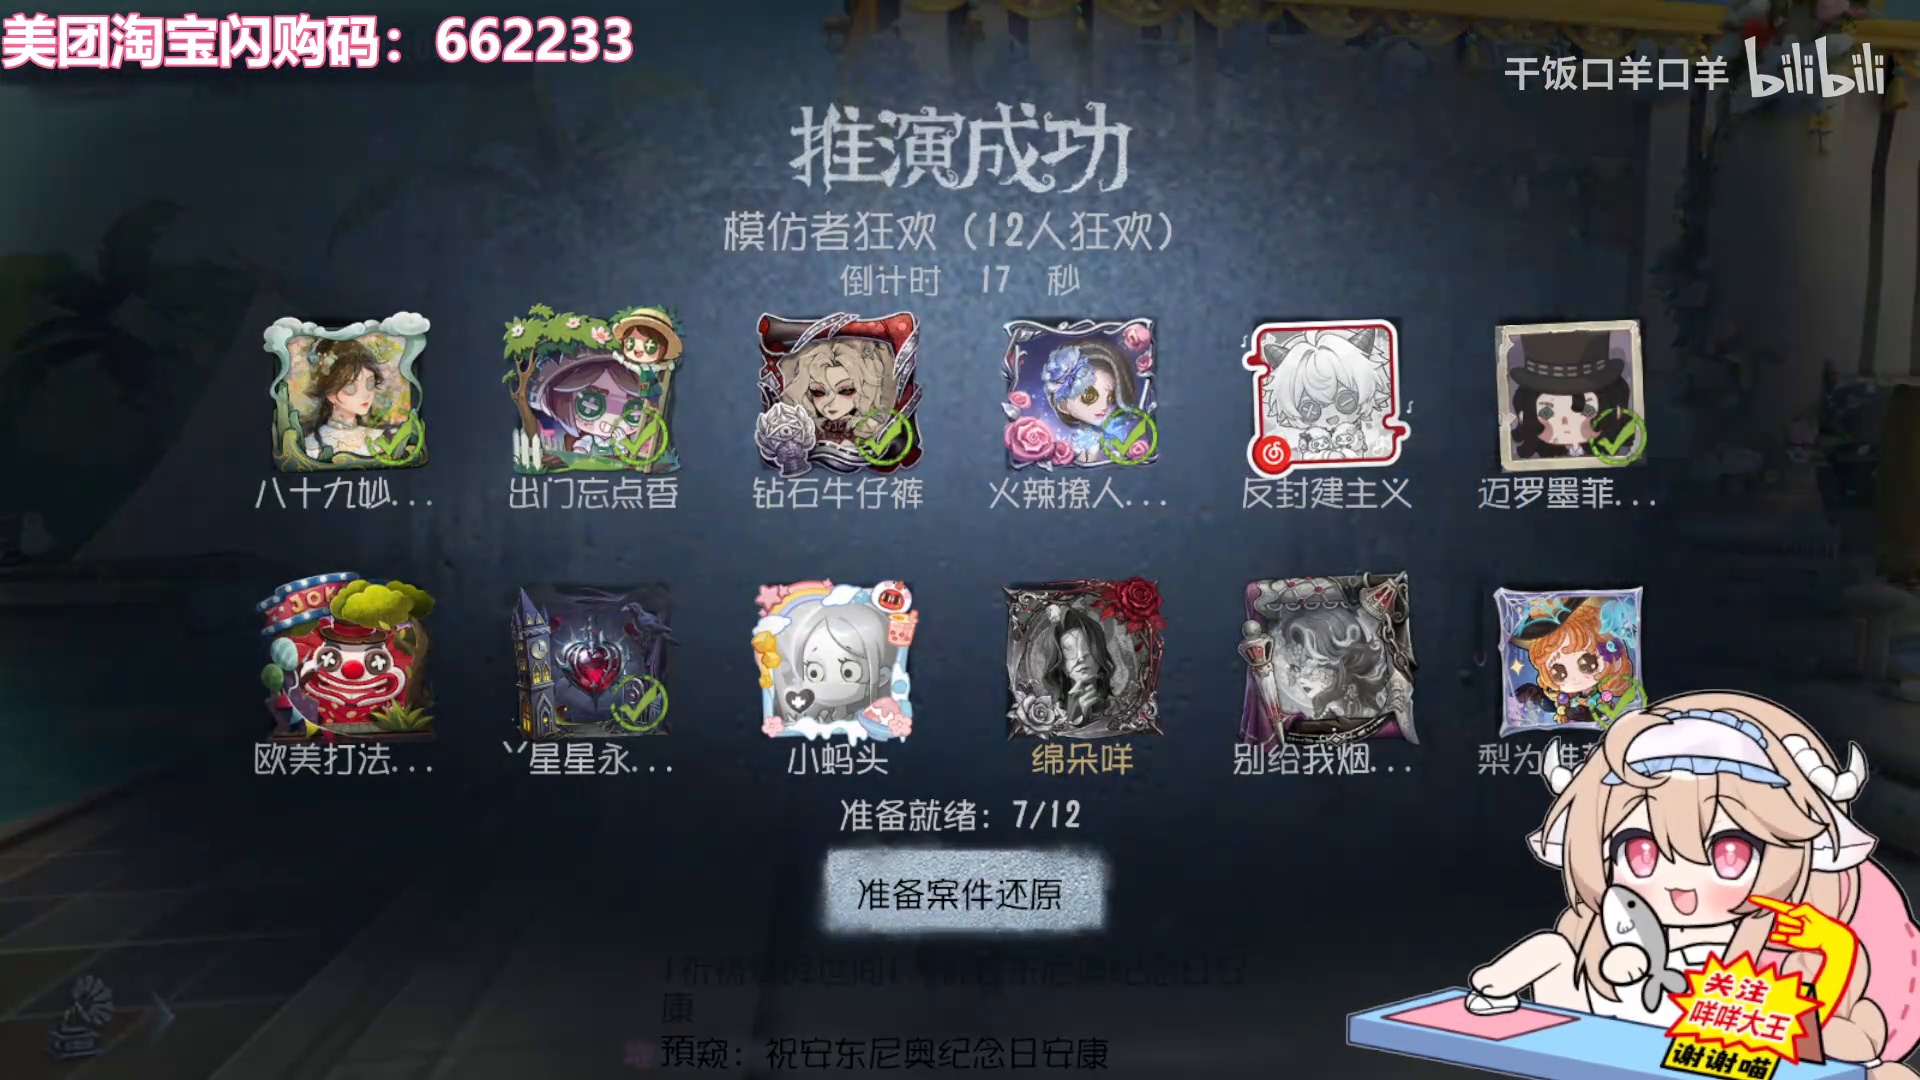 美团淘宝闪购码：662233
干饭口羊口羊 bilibili
推演成功
模仿者狂欢（12人狂欢）
倒计时 17 秒
八十九妙... 出门忘点香 钻石牛仔裤 火辣撩人... 反封建主义 迈罗墨菲...
JOK
欧美打法... 丫星星永... 小蚂头 绵朵咩 别给我烟... 梨为
准备就绪：7/12
准备案件还原
康
預窥：祝安东尼奥纪念日安康
关注
咩咩大王
谢谢喵